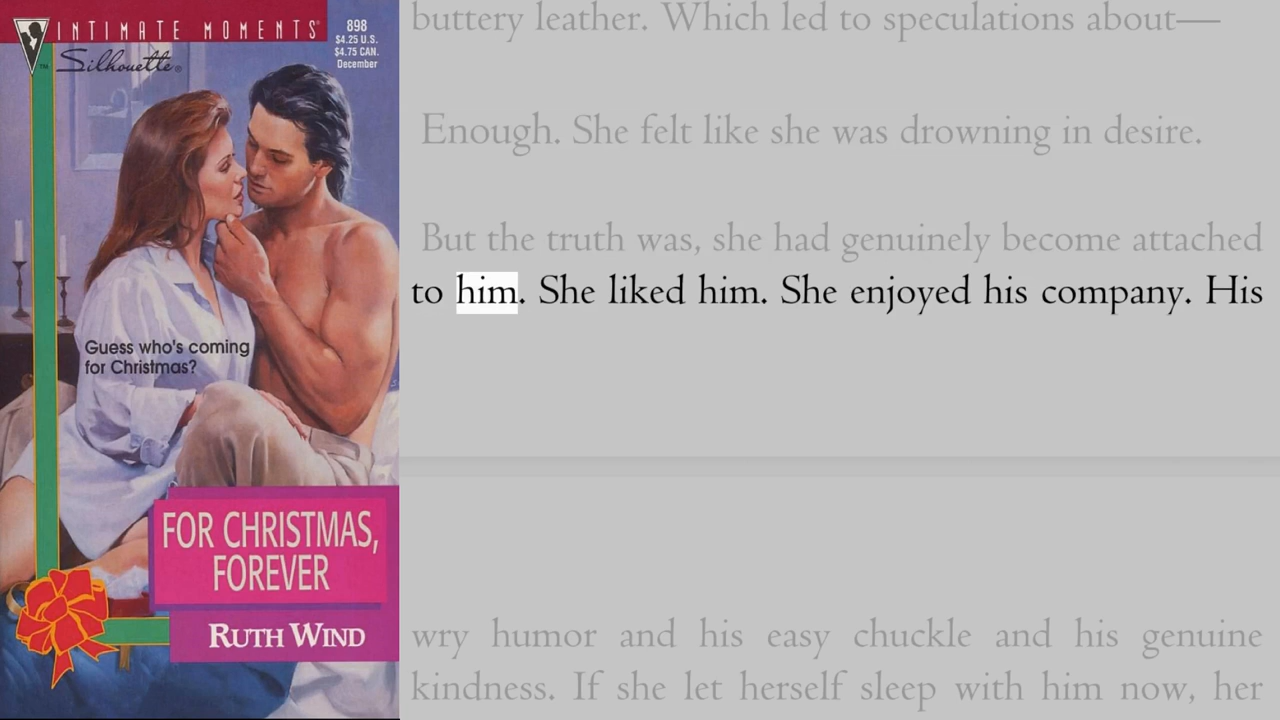 INTIMATE MOMENTS®
Silhouette®
TM
898
$4.25 U.S.
$4.75 CAN.
December
Guess who's coming
for Christmas?
FOR CHRISTMAS,
FOREVER
RUTH WIND
buttery leather. Which led to speculations about—
Enough. She felt like she was drowning in desire.
But the truth was, she had genuinely become attached
to him. She liked him. She enjoyed his company. His
wry humor and his easy chuckle and his genuine
kindness. If she let herself sleep with him now, her